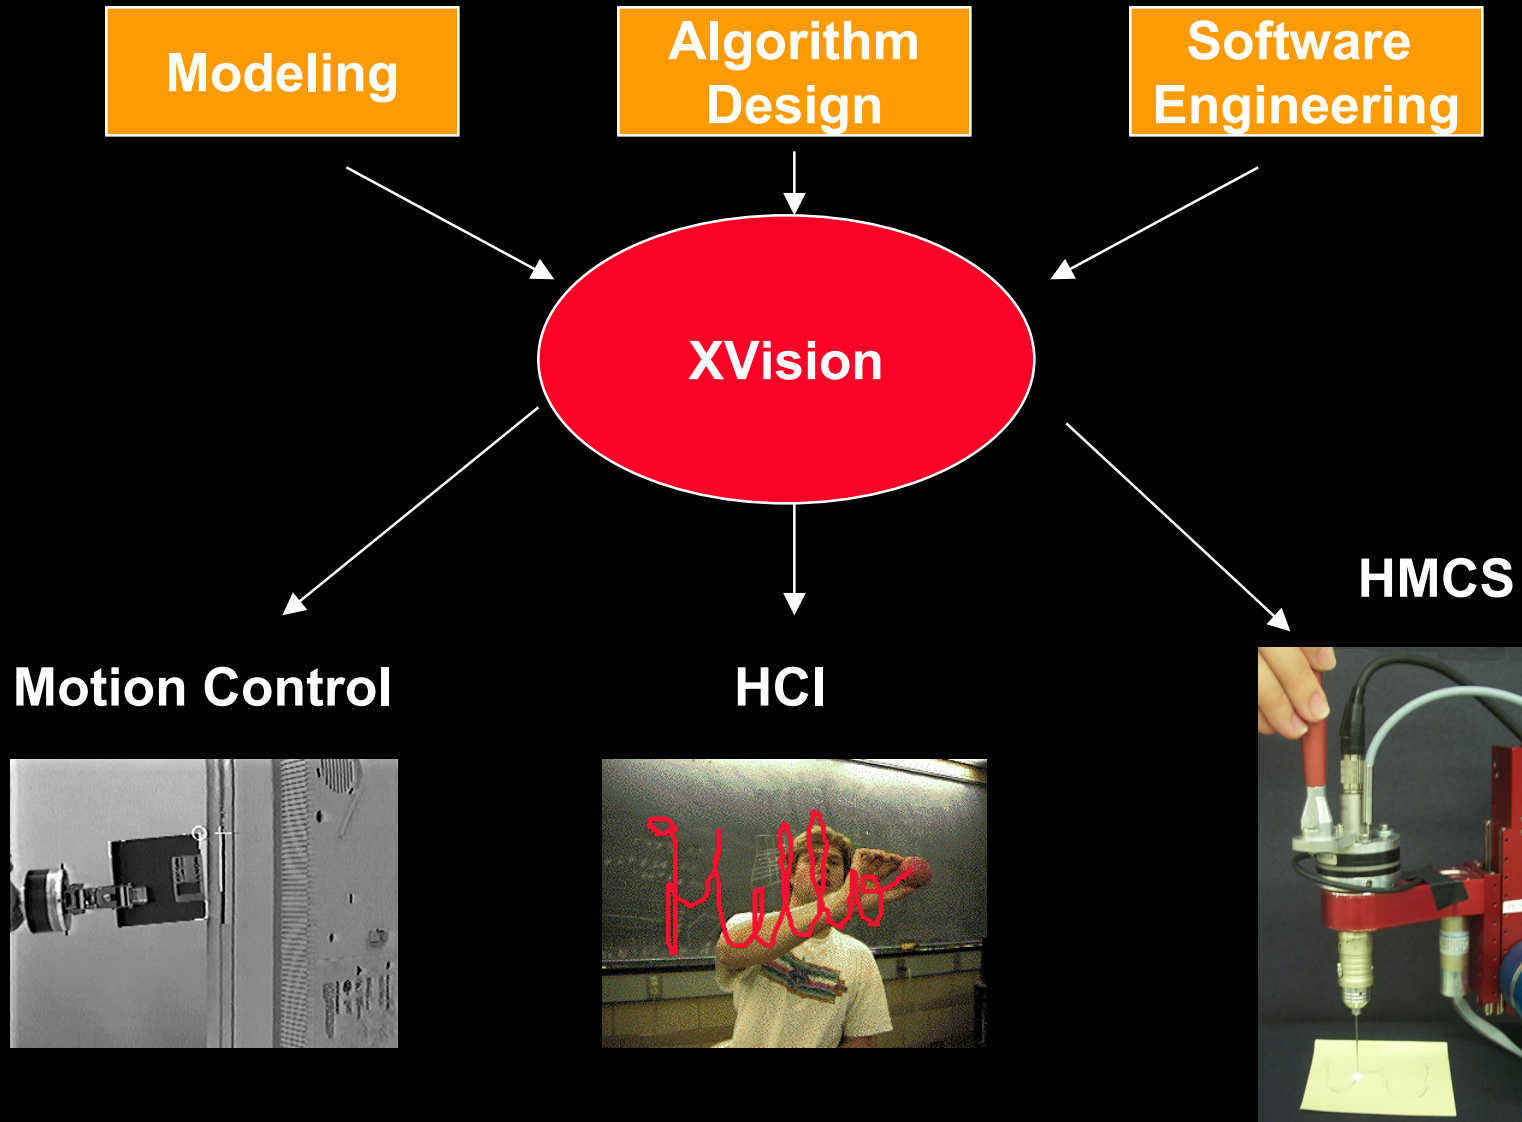 Modeling
Algorithm
Design
Software
Engineering
XVision
HMCS
Motion Control
HCI
Hello